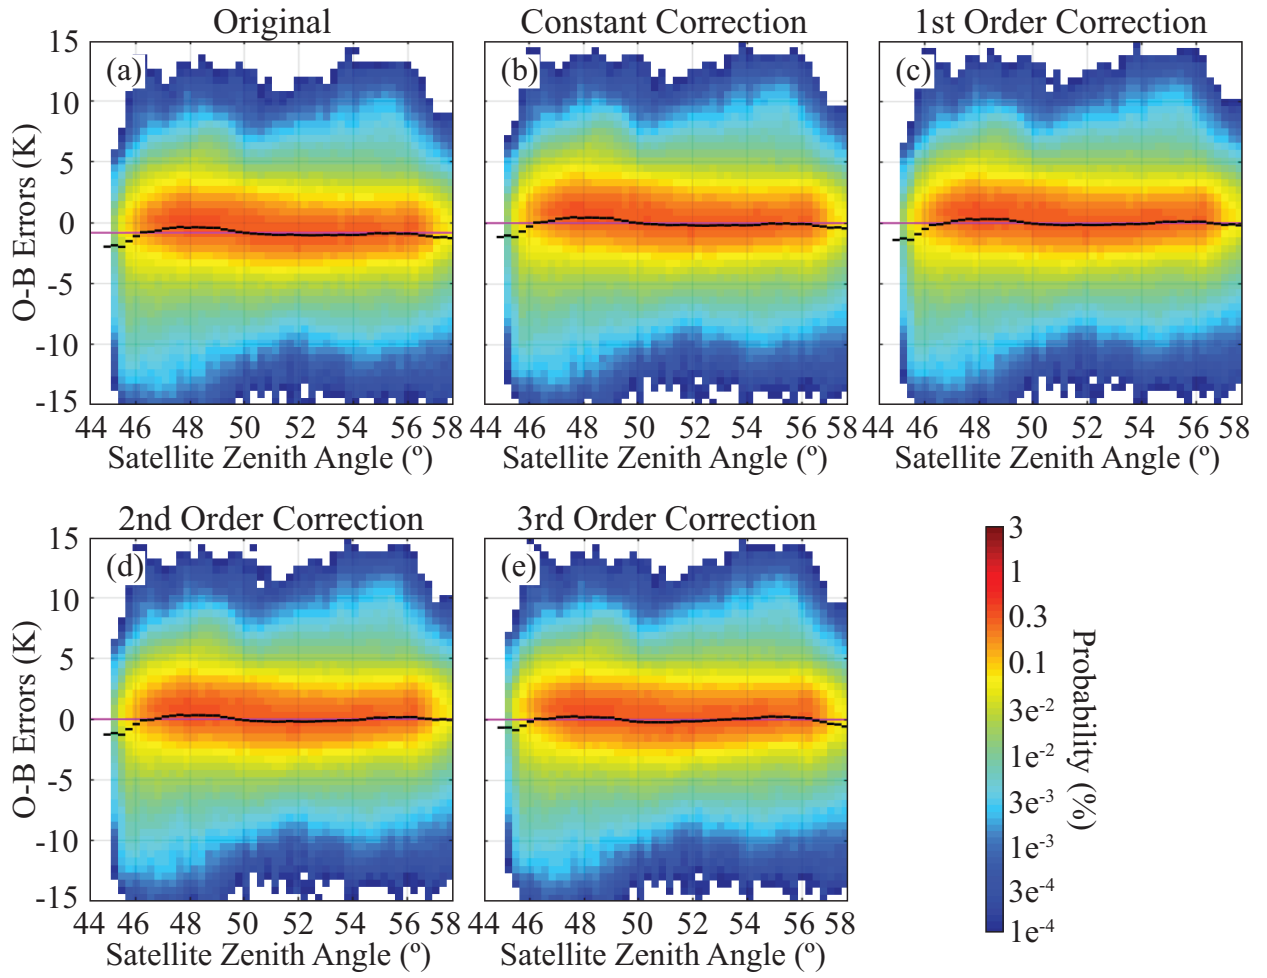 Original Constant Correction 1st Order Correction
(a) (b) (c)
15
10
5
0
-5
-10
-15
O-B Errors (K)
44 46 48 50 52 54 56 58 44 46 48 50 52 54 56 58 44 46 48 50 52 54 56 58
Satellite Zenith Angle (º) Satellite Zenith Angle (º) Satellite Zenith Angle (º)
2nd Order Correction 3rd Order Correction
(d) (e)
15
10
5
0
-5
-10
-15
O-B Errors (K)
44 46 48 50 52 54 56 58 44 46 48 50 52 54 56 58
Satellite Zenith Angle (º) Satellite Zenith Angle (º)
3
1
0.3
0.1
3e-2
1e-2
3e-3
1e-3
3e-4
1e-4
Probability (%)